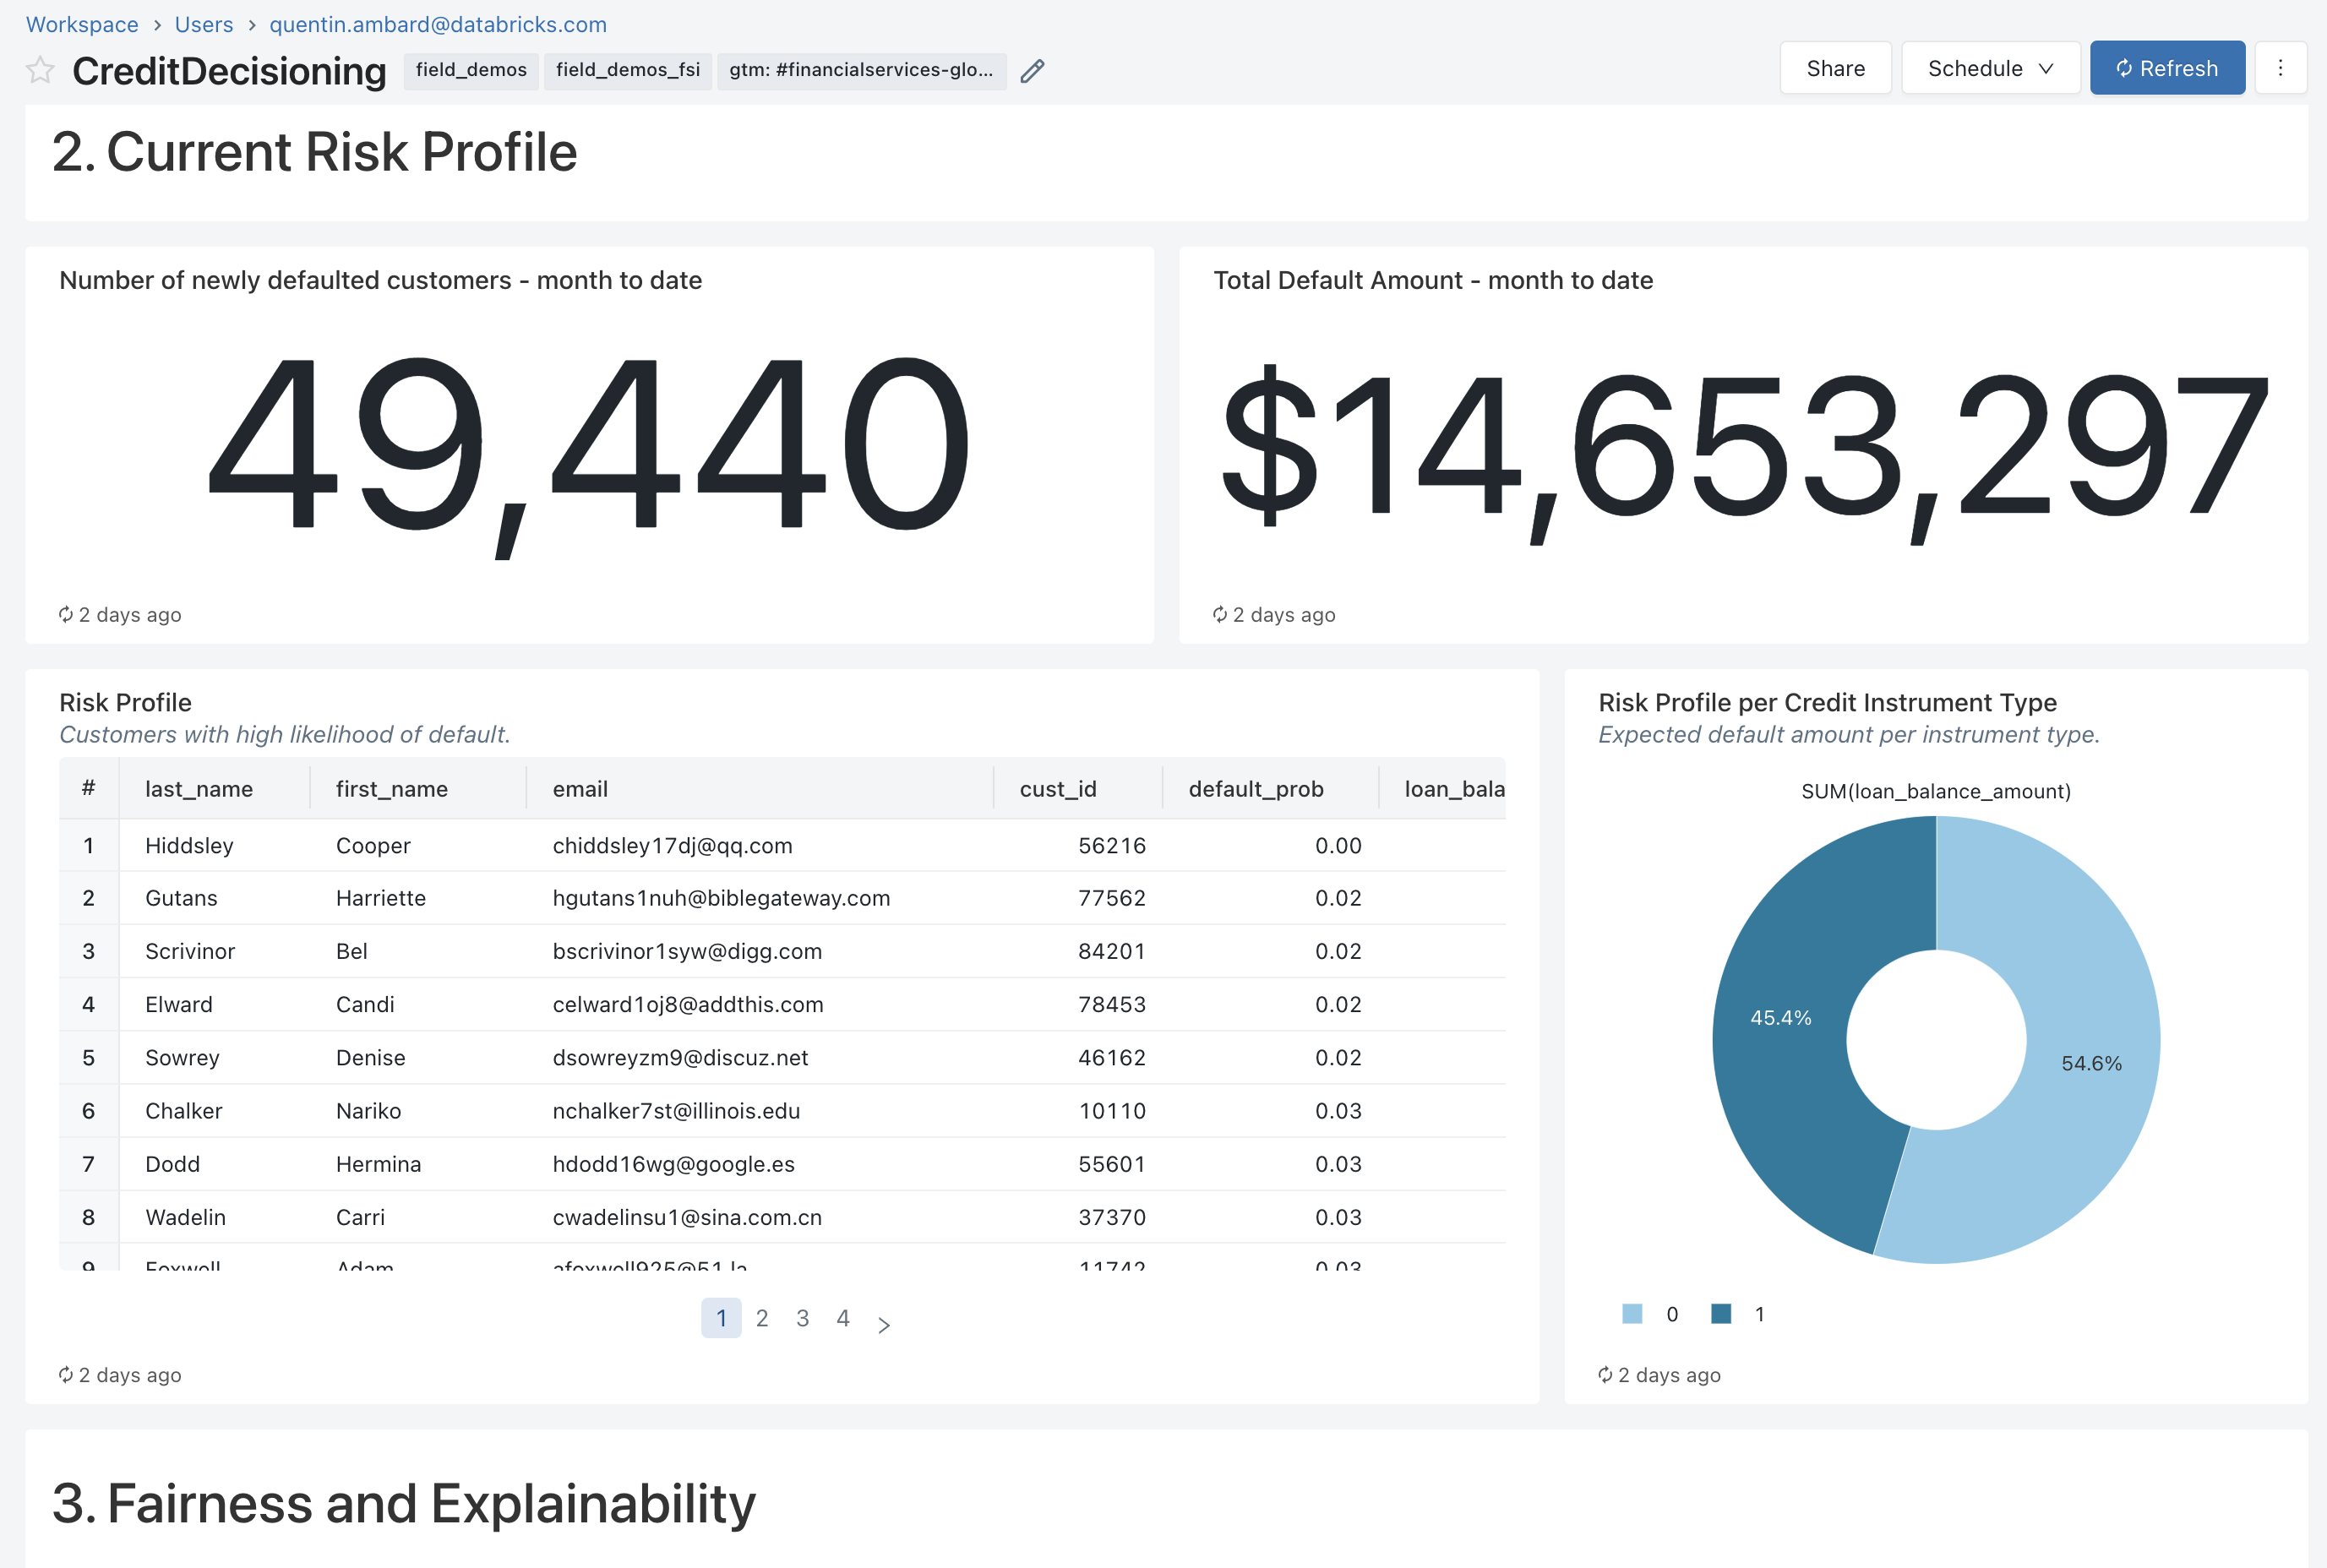 Workspace > Users > quentin.ambard@databricks.com
CreditDecisioning field_demos field_demos_fsi gtm: #financialservices-glo... Share Schedule Refresh
2. Current Risk Profile
Number of newly defaulted customers - month to date
49,440
2 days ago
Total Default Amount - month to date
$14,653,297
2 days ago
Risk Profile
Customers with high likelihood of default.
# last_name first_name email cust_id default_prob loan_bala
1 Hiddsley Cooper chiddsley17dj@qq.com 56216 0.00
2 Gutans Harriette hgutans1nuh@biblegateway.com 77562 0.02
3 Scrivinor Bel bscrivinor1syw@digg.com 84201 0.02
4 Elward Candi celward1oj8@addthis.com 78453 0.02
5 Sowrey Denise dsowreyzm9@discuz.net 46162 0.02
6 Chalker Nariko nchalker7st@illinois.edu 10110 0.03
7 Dodd Hermina hdodd16wg@google.es 55601 0.03
8 Wadelin Carri cwadelinsu1@sina.com.cn 37370 0.03
9 Foxwell Adam afoxwell925@51.la 11742 0.03
1 2 3 4 >
2 days ago
Risk Profile per Credit Instrument Type
Expected default amount per instrument type.
SUM(loan_balance_amount)
45.4%
54.6%
0 1
2 days ago
3. Fairness and Explainability